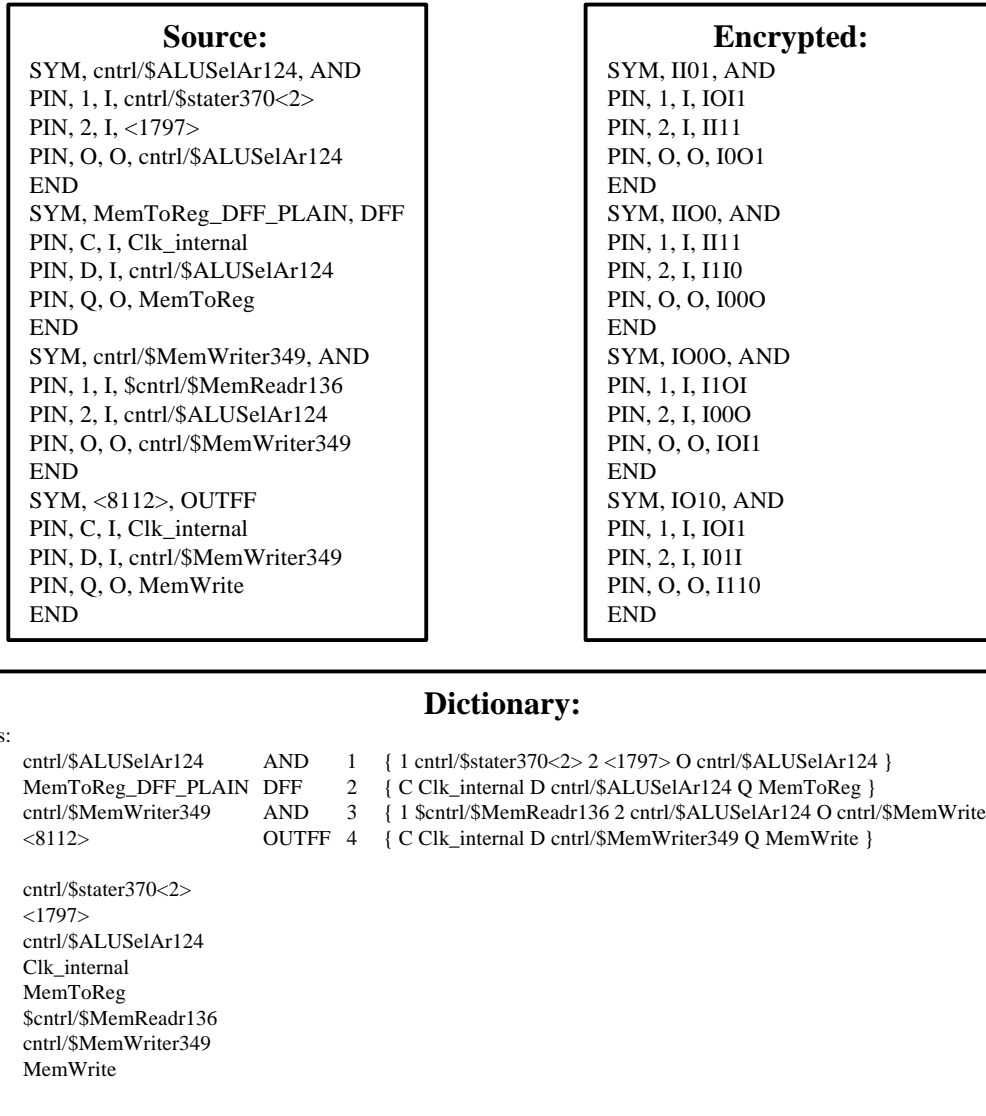 Source:
SYM, cntrl/$ALUSelAr124, AND
PIN, 1, I, cntrl/$stater370<2>
PIN, 2, I, <1797>
PIN, O, O, cntrl/$ALUSelAr124
END
SYM, MemToReg_DFF_PLAIN, DFF
PIN, C, I, Clk_internal
PIN, D, I, cntrl/$ALUSelAr124
PIN, Q, O, MemToReg
END
SYM, cntrl/$MemWriter349, AND
PIN, 1, I, $cntrl/$MemReadr136
PIN, 2, I, cntrl/$ALUSelAr124
PIN, O, O, cntrl/$MemWriter349
END
SYM, <8112>, OUTFF
PIN, C, I, Clk_internal
PIN, D, I, cntrl/$MemWriter349
PIN, Q, O, MemWrite
END
Encrypted:
SYM, II01, AND
PIN, 1, I, IOI1
PIN, 2, I, II11
PIN, O, O, I0O1
END
SYM, IIO0, AND
PIN, 1, I, II11
PIN, 2, I, I1I0
PIN, O, O, I00O
END
SYM, IO0O, AND
PIN, 1, I, I1OI
PIN, 2, I, I00O
PIN, O, O, IOI1
END
SYM, IO10, AND
PIN, 1, I, IOI1
PIN, 2, I, I01I
PIN, O, O, I110
END
Dictionary:
s:
cntrl/$ALUSelAr124 AND 1 { 1 cntrl/$stater370<2> 2 <1797> O cntrl/$ALUSelAr124 }
MemToReg_DFF_PLAIN DFF 2 { C Clk_internal D cntrl/$ALUSelAr124 Q MemToReg }
cntrl/$MemWriter349 AND 3 { 1 $cntrl/$MemReadr136 2 cntrl/$ALUSelAr124 O cntrl/$MemWrite
<8112> OUTFF 4 { C Clk_internal D cntrl/$MemWriter349 Q MemWrite }
cntrl/$stater370<2>
<1797>
cntrl/$ALUSelAr124
Clk_internal
MemToReg
$cntrl/$MemReadr136
cntrl/$MemWriter349
MemWrite